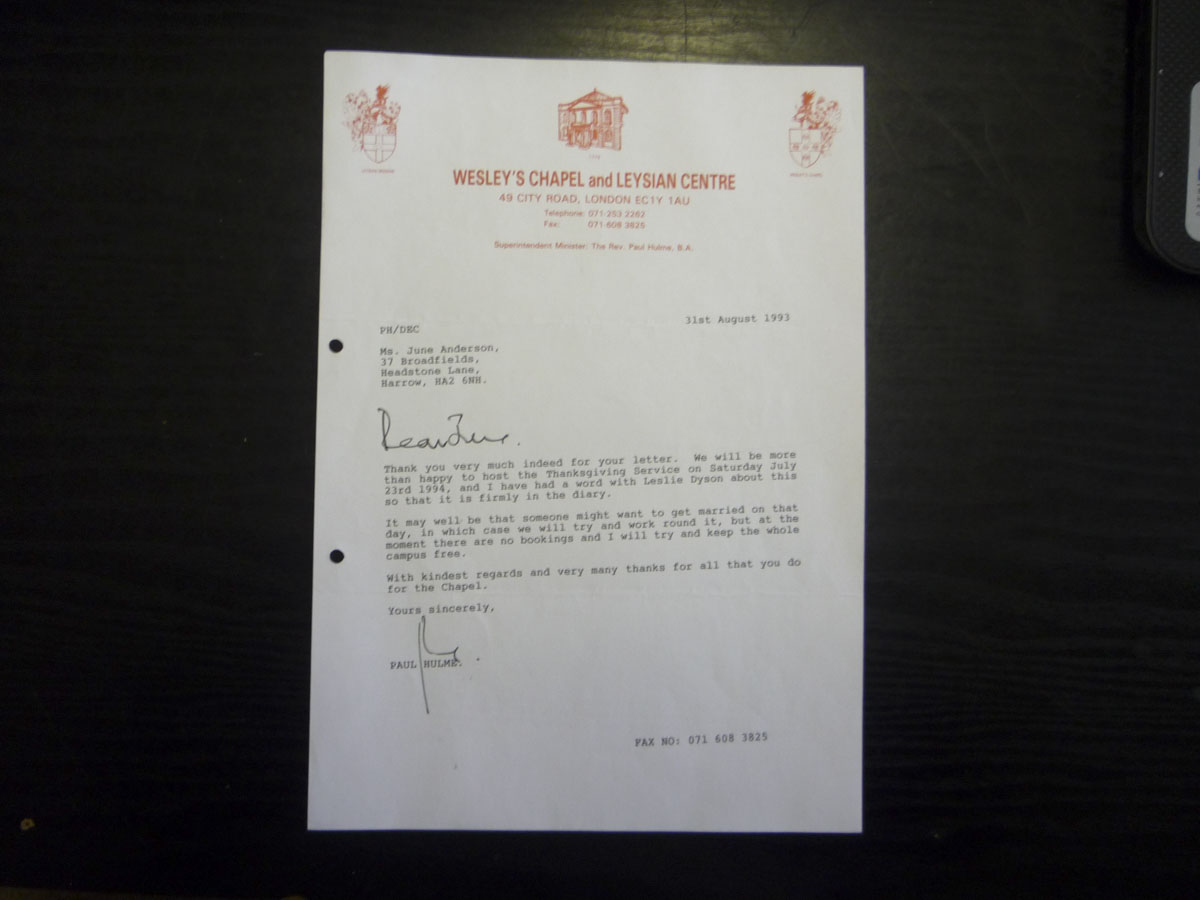 WESLEY'S CHAPEL and LEYSIAN CENTRE
49 CITY ROAD, LONDON EC1Y 1AU
Telephone: 071-253 2262
Fax: 071-608 3825
Superintendent Minister: The Rev. Paul Hulme, B.A.
31st August 1993
PH/DEC
Ms. June Anderson,
37 Broadfields,
Headstone Lane,
Harrow, HA2 6NH.
Dear June.
Thank you very much indeed for your letter. We will be more
than happy to host the Thanksgiving Service on Saturday July
23rd 1994, and I have had a word with Leslie Dyson about this
so that it is firmly in the diary.
It may well be that someone might want to get married on that
day, in which case we will try and work round it, but at the
moment there are no bookings and I will try and keep the whole
campus free.
With kindest regards and very many thanks for all that you do
for the Chapel.
Yours sincerely,
PAUL HULME.
FAX NO: 071 608 3825